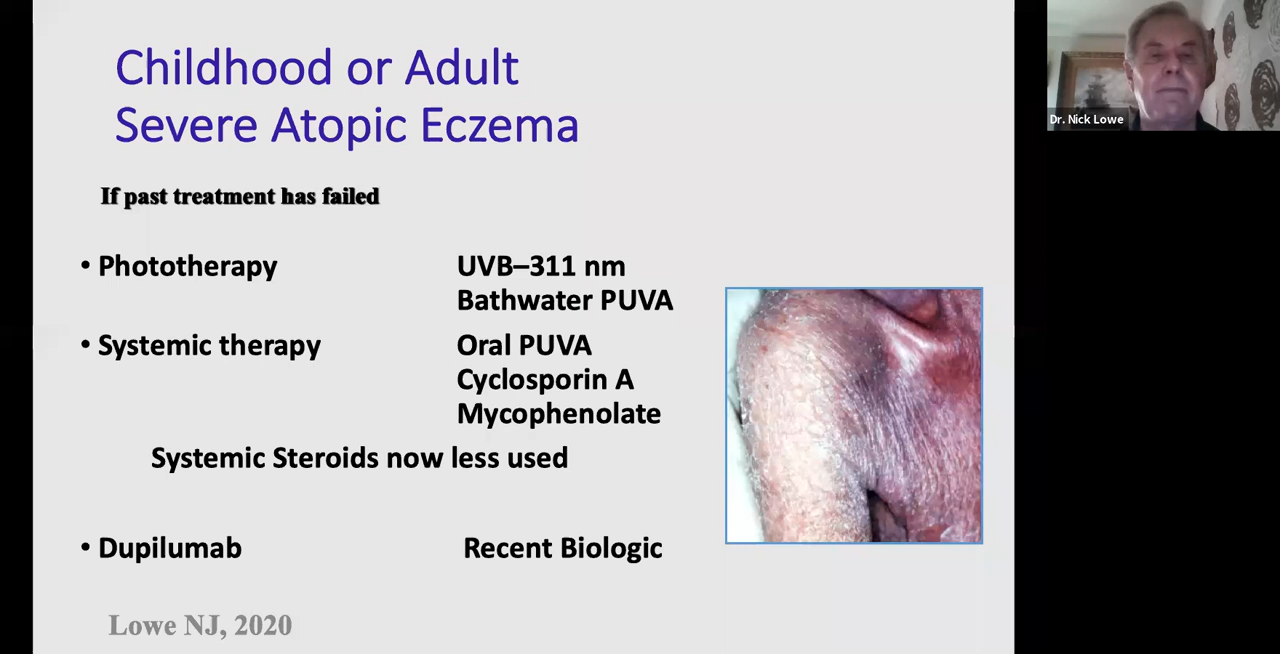 Childhood or Adult
Severe Atopic Eczema
If past treatment has failed
• Phototherapy UVB–311 nm
Bathwater PUVA
• Systemic therapy Oral PUVA
Cyclosporin A
Mycophenolate
Systemic Steroids now less used
• Dupilumab Recent Biologic
Lowe NJ, 2020
Dr. Nick Lowe